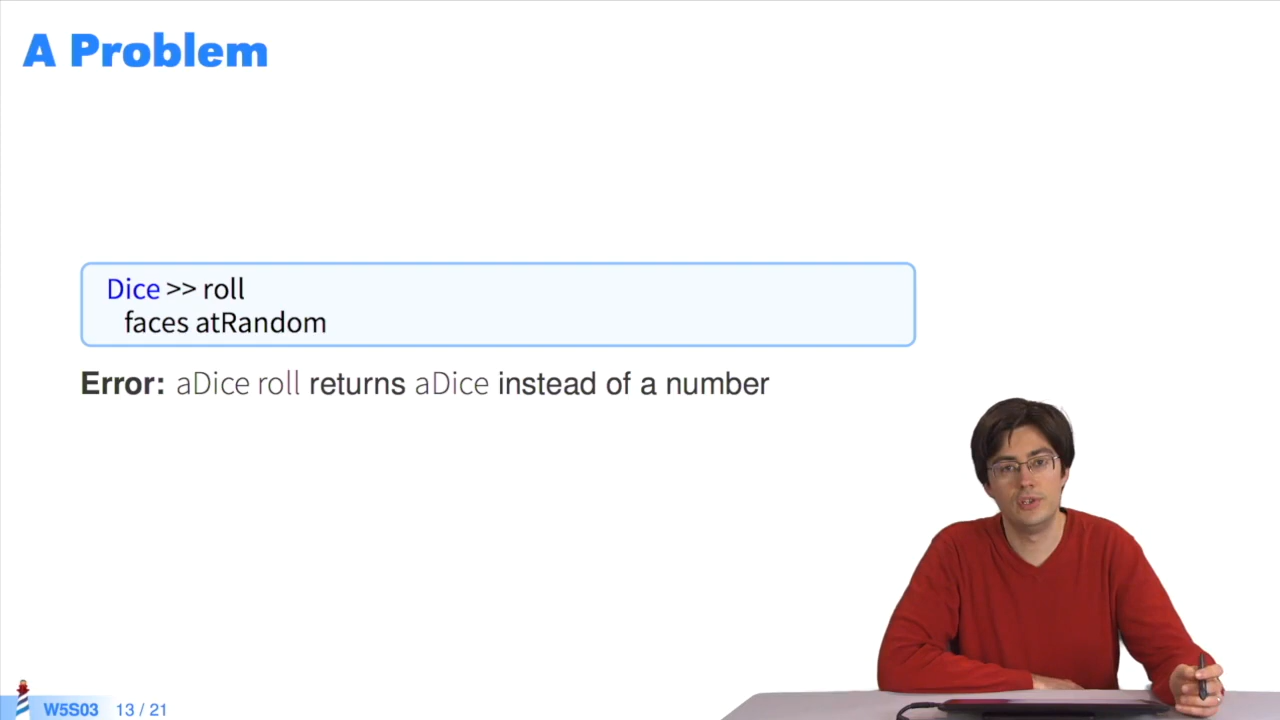 A Problem
Dice >> roll
faces atRandom
Error: aDice roll returns aDice instead of a number
W5S03 13 / 21